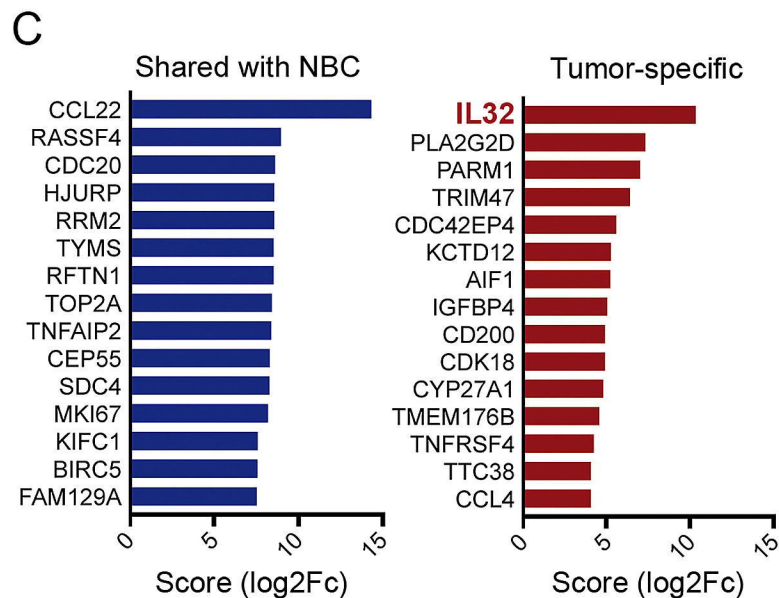 C
Shared with NBC
CCL22
RASSF4
CDC20
HJURP
RRM2
TYMS
RFTN1
TOP2A
TNFAIP2
CEP55
SDC4
MKI67
KIFC1
BIRC5
FAM129A
0 5 10 15
Score (log2Fc)
Tumor-specific
IL32
PLA2G2D
PARM1
TRIM47
CDC42EP4
KCTD12
AIF1
IGFBP4
CD200
CDK18
CYP27A1
TMEM176B
TNFRSF4
TTC38
CCL4
0 5 10 15
Score (log2Fc)